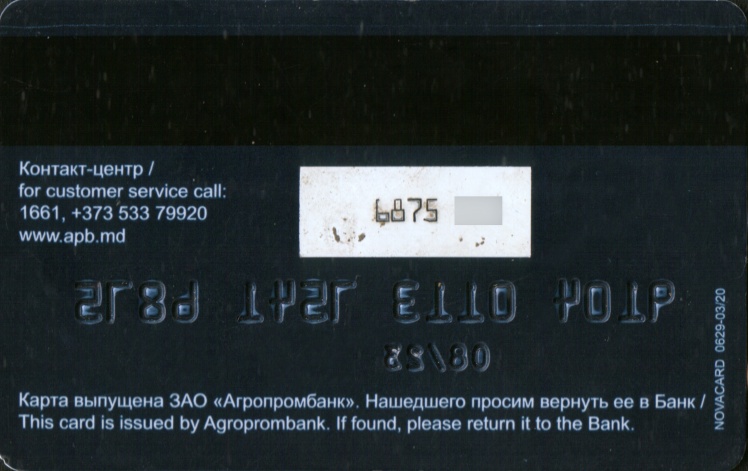 Контакт-центр /
for customer service call:
1661, +373 533 79920
www.apb.md
6875
NOVACARD 0629-03/20
Карта выпущена ЗАО «Агропромбанк». Нашедшего просим вернуть ее в Банк /
This card is issued by Agroprombank. If found, please return it to the Bank.